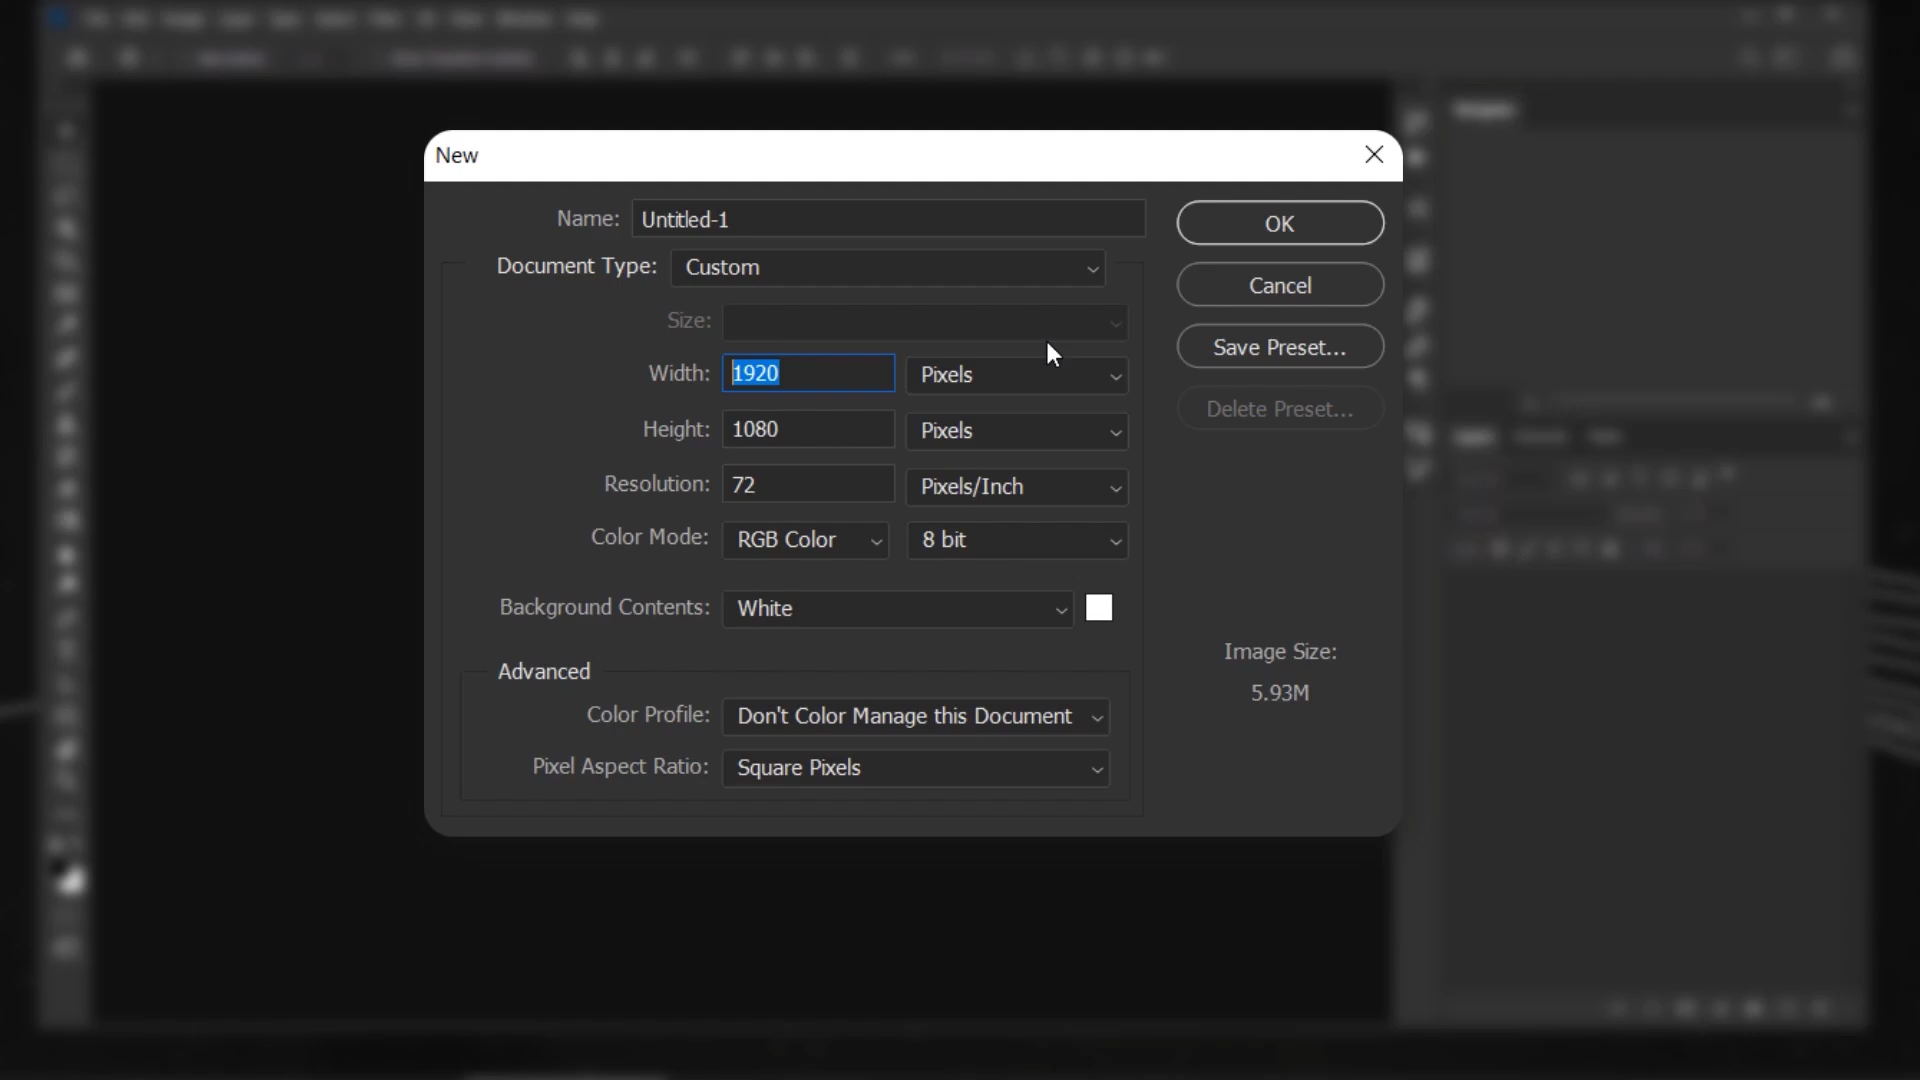 New
Name: Untitled-1
OK
Document Type: Custom
Cancel
Size:
Save Preset...
Width: 1920 Pixels
Delete Preset...
Height: 1080 Pixels
Resolution: 72 Pixels/Inch
Color Mode: RGB Color 8 bit
Background Contents: White
Image Size:
5.93M
Advanced
Color Profile: Don't Color Manage this Document
Pixel Aspect Ratio: Square Pixels